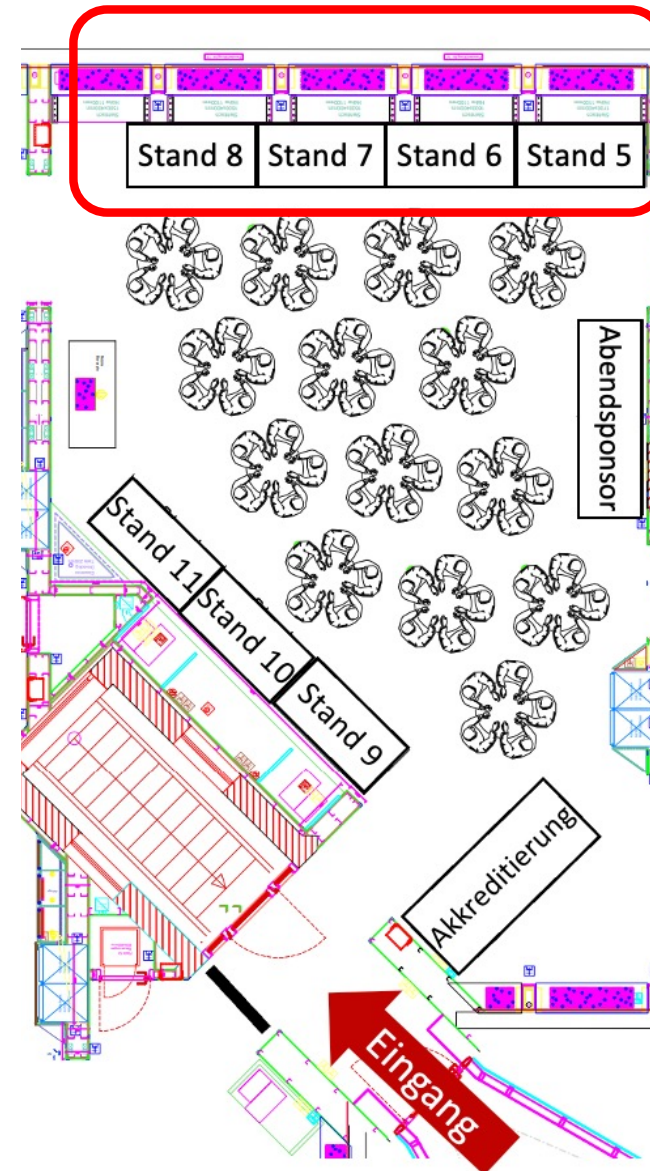 Stand 8
Stand 7
Stand 6
Stand 5
Abendsponsor
Stand 11
Stand 10
Stand 9
Akkreditierung
Eingang